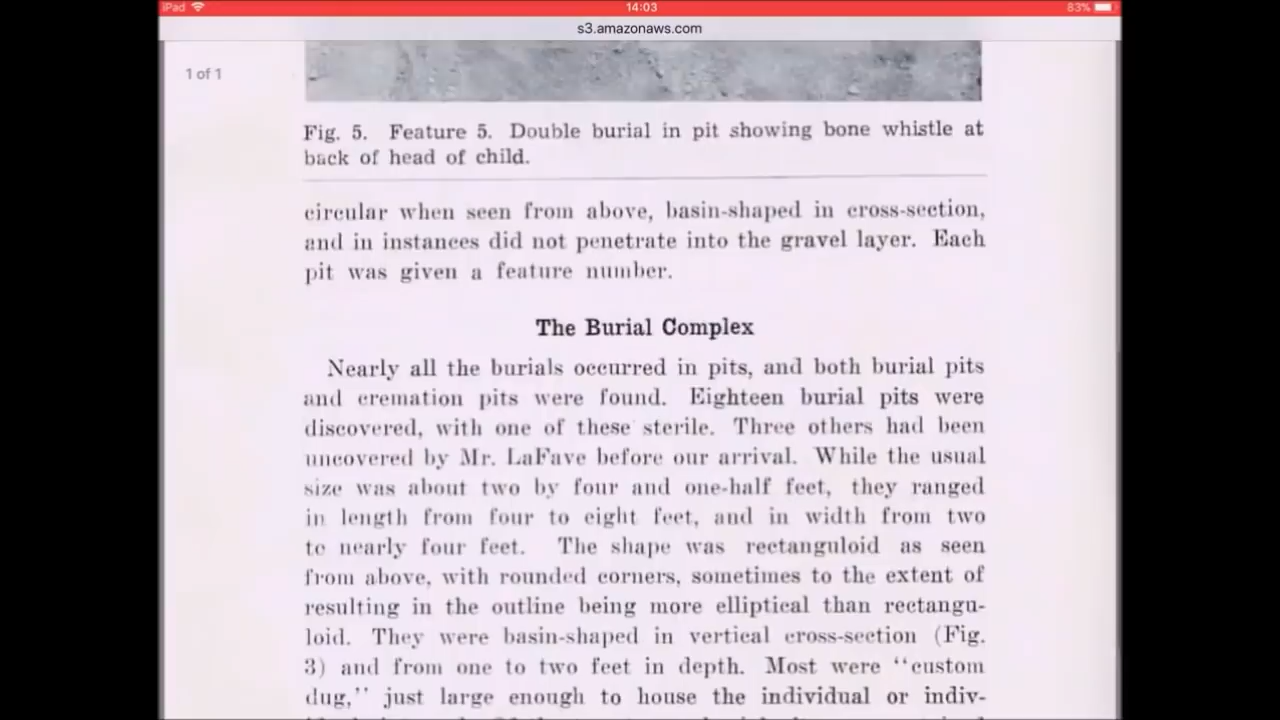 iPad 14:03 83%
s3.amazonaws.com
1 of 1
Fig. 5. Feature 5. Double burial in pit showing bone whistle at
back of head of child.
circular when seen from above, basin-shaped in cross-section,
and in instances did not penetrate into the gravel layer. Each
pit was given a feature number.
The Burial Complex
Nearly all the burials occurred in pits, and both burial pits
and cremation pits were found. Eighteen burial pits were
discovered, with one of these sterile. Three others had been
uncovered by Mr. LaFave before our arrival. While the usual
size was about two by four and one-half feet, they ranged
in length from four to eight feet, and in width from two
to nearly four feet. The shape was rectanguloid as seen
from above, with rounded corners, sometimes to the extent of
resulting in the outline being more elliptical than rectangu-
loid. They were basin-shaped in vertical cross-section (Fig.
3) and from one to two feet in depth. Most were ‘‘custom
dug,’’ just large enough to house the individual or indiv-